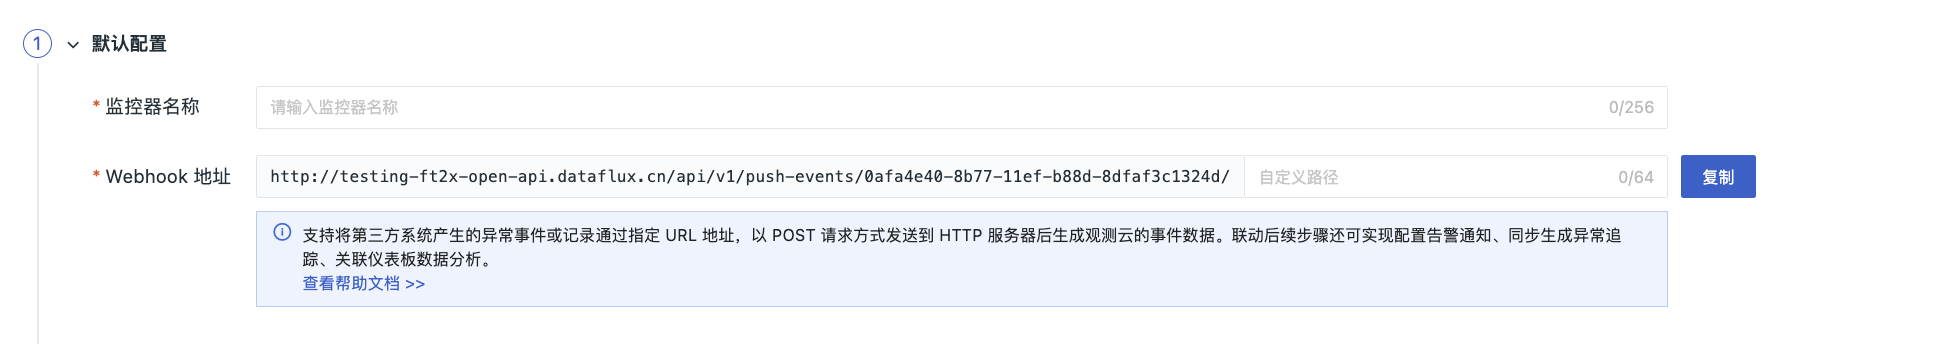 1 默认配置
* 监控器名称 请输入监控器名称 0/256
* Webhook 地址 http://testing-ft2x-open-api.dataflux.cn/api/v1/push-events/0afa4e40-8b77-11ef-b88d-8dfaf3c1324d/ 自定义路径 0/64 复制
支持将第三方系统产生的异常事件或记录通过指定 URL 地址，以 POST 请求方式发送到 HTTP 服务器后生成观测云的事件数据。联动后续步骤还可实现配置告警通知、同步生成异常追
踪、关联仪表板数据分析。
查看帮助文档 >>